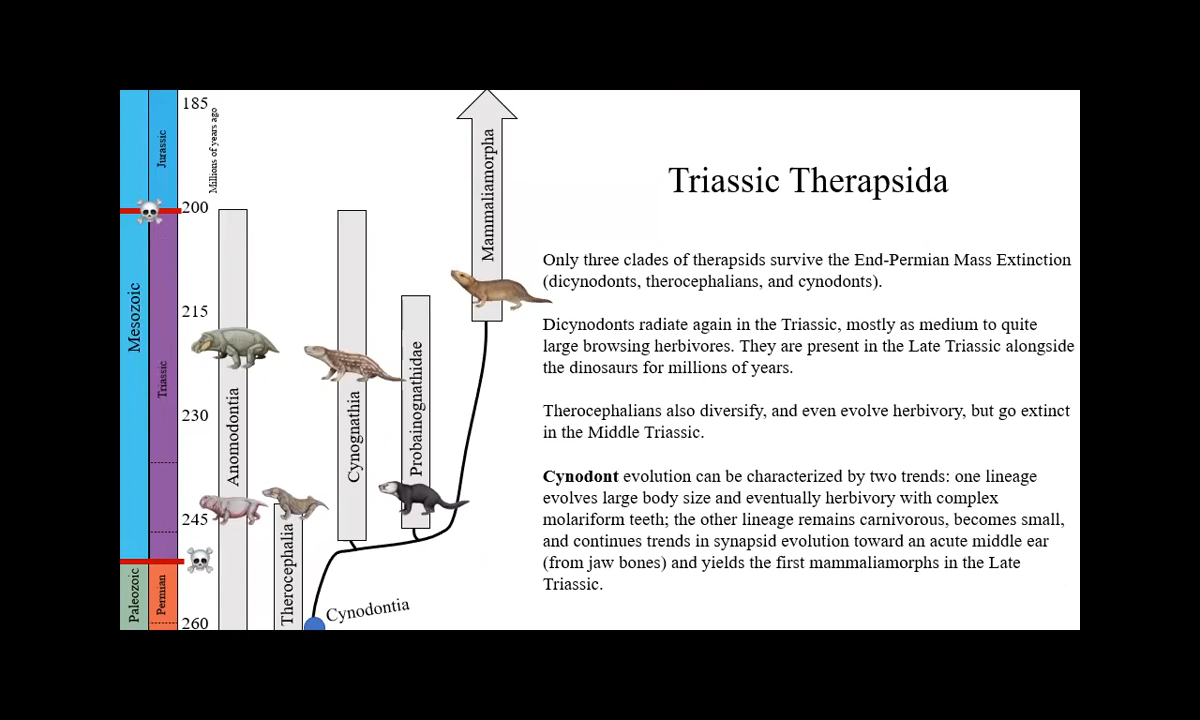 185
Millions of years ago
Jurassic
200
Mesozoic
215
Triassic
230
245
Paleozoic
Permian
260
Anomodontia
Therocephalia
Cynognathia
Probainognathidae
Mammaliamorpha
Cynodontia
Triassic Therapsida
Only three clades of therapsids survive the End-Permian Mass Extinction
(dicynodonts, therocephalians, and cynodonts).
Dicynodonts radiate again in the Triassic, mostly as medium to quite
large browsing herbivores. They are present in the Late Triassic alongside
the dinosaurs for millions of years.
Therocephalians also diversify, and even evolve herbivory, but go extinct
in the Middle Triassic.
Cynodont evolution can be characterized by two trends: one lineage
evolves large body size and eventually herbivory with complex
molariform teeth; the other lineage remains carnivorous, becomes small,
and continues trends in synapsid evolution toward an acute middle ear
(from jaw bones) and yields the first mammaliamorphs in the Late
Triassic.